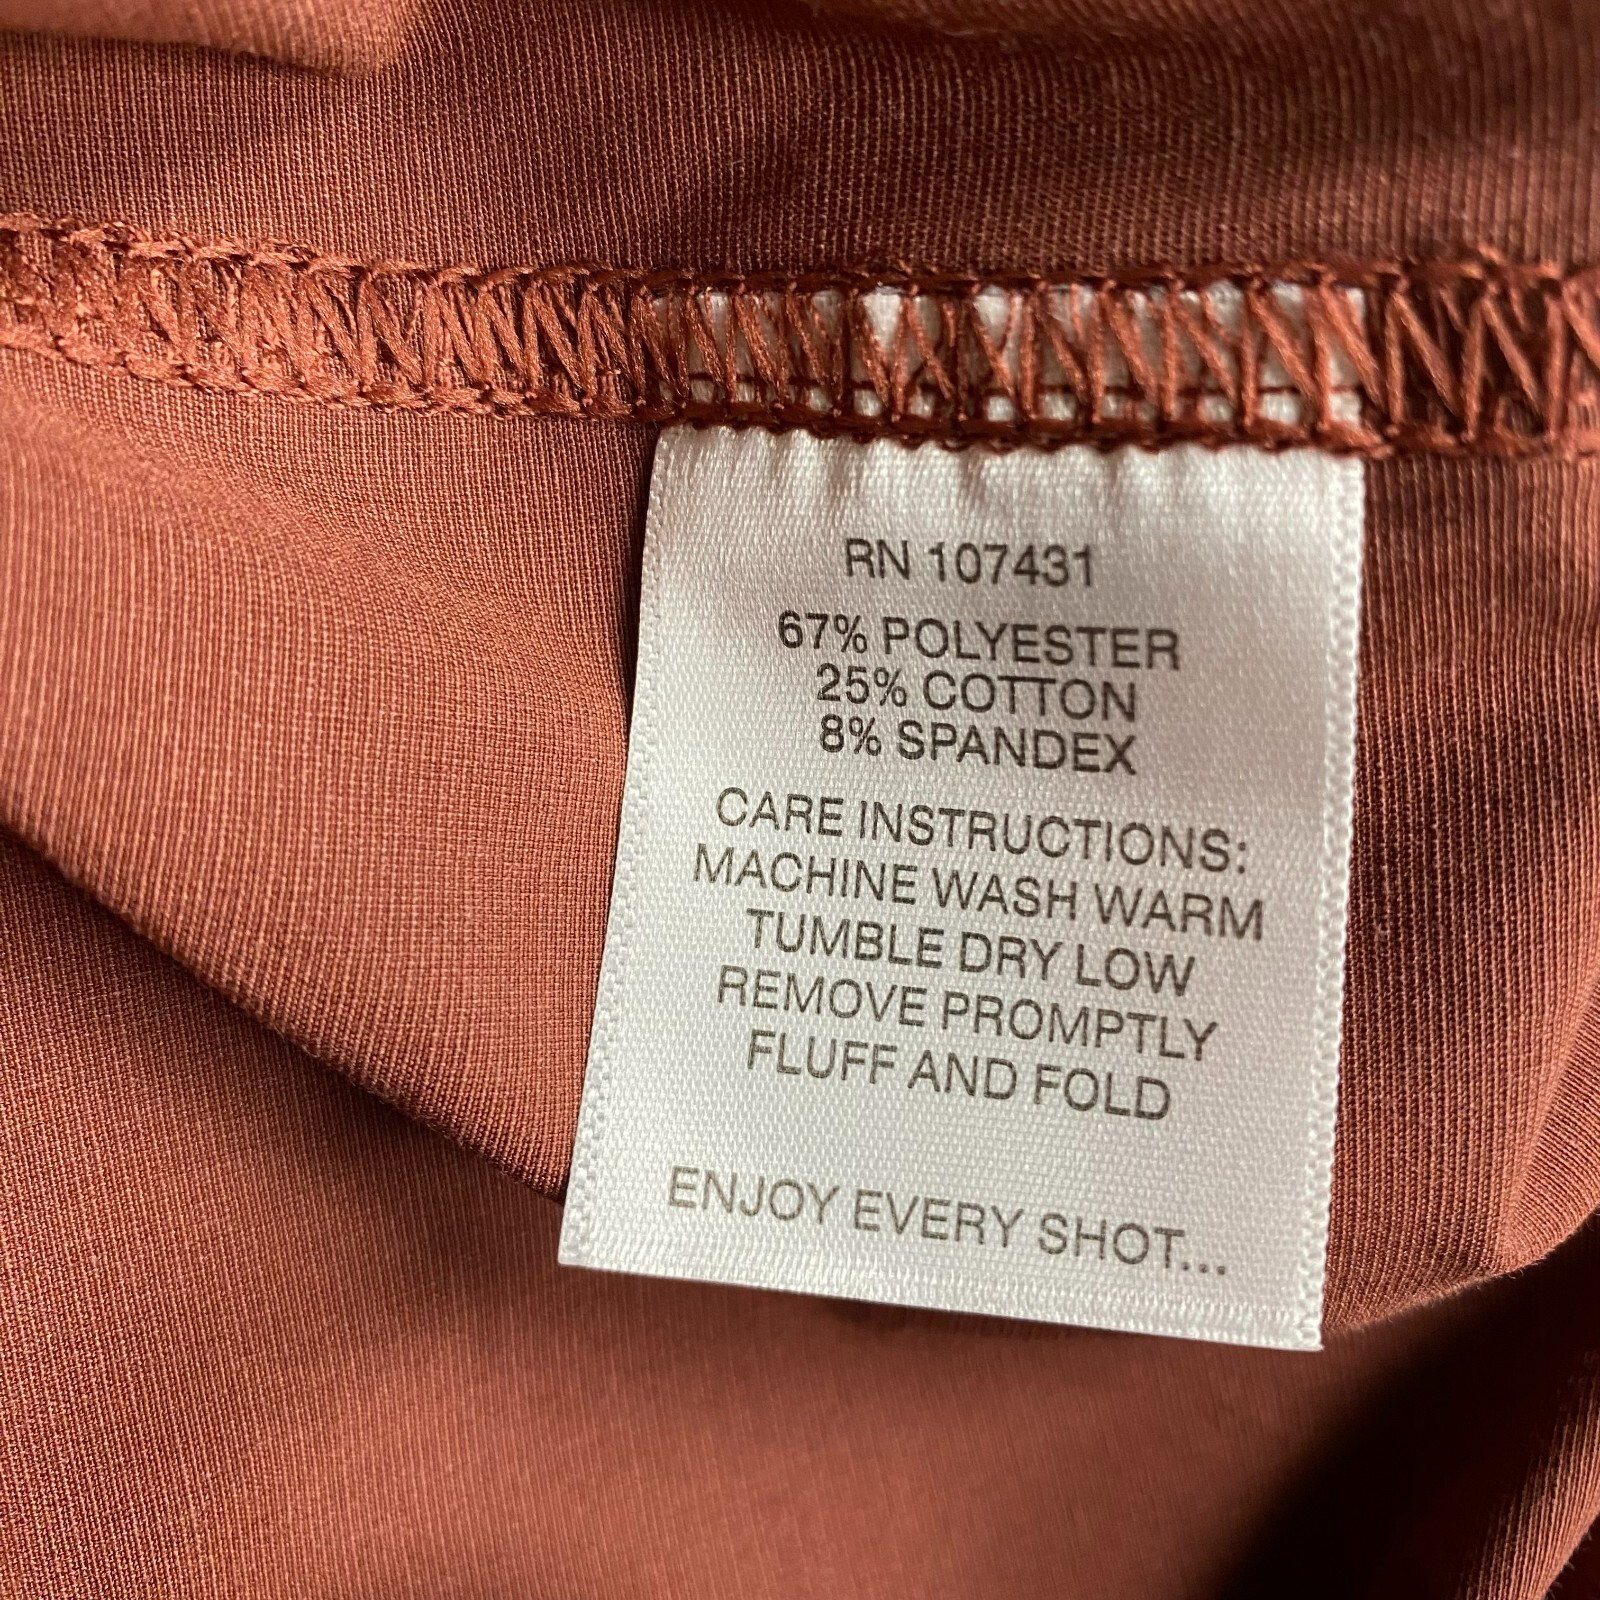 RN 107431
67% POLYESTER
25% COTTON
8% SPANDEX
CARE INSTRUCTIONS:
MACHINE WASH WARM
TUMBLE DRY LOW
REMOVE PROMPTLY
FLUFF AND FOLD
ENJOY EVERY SHOT...